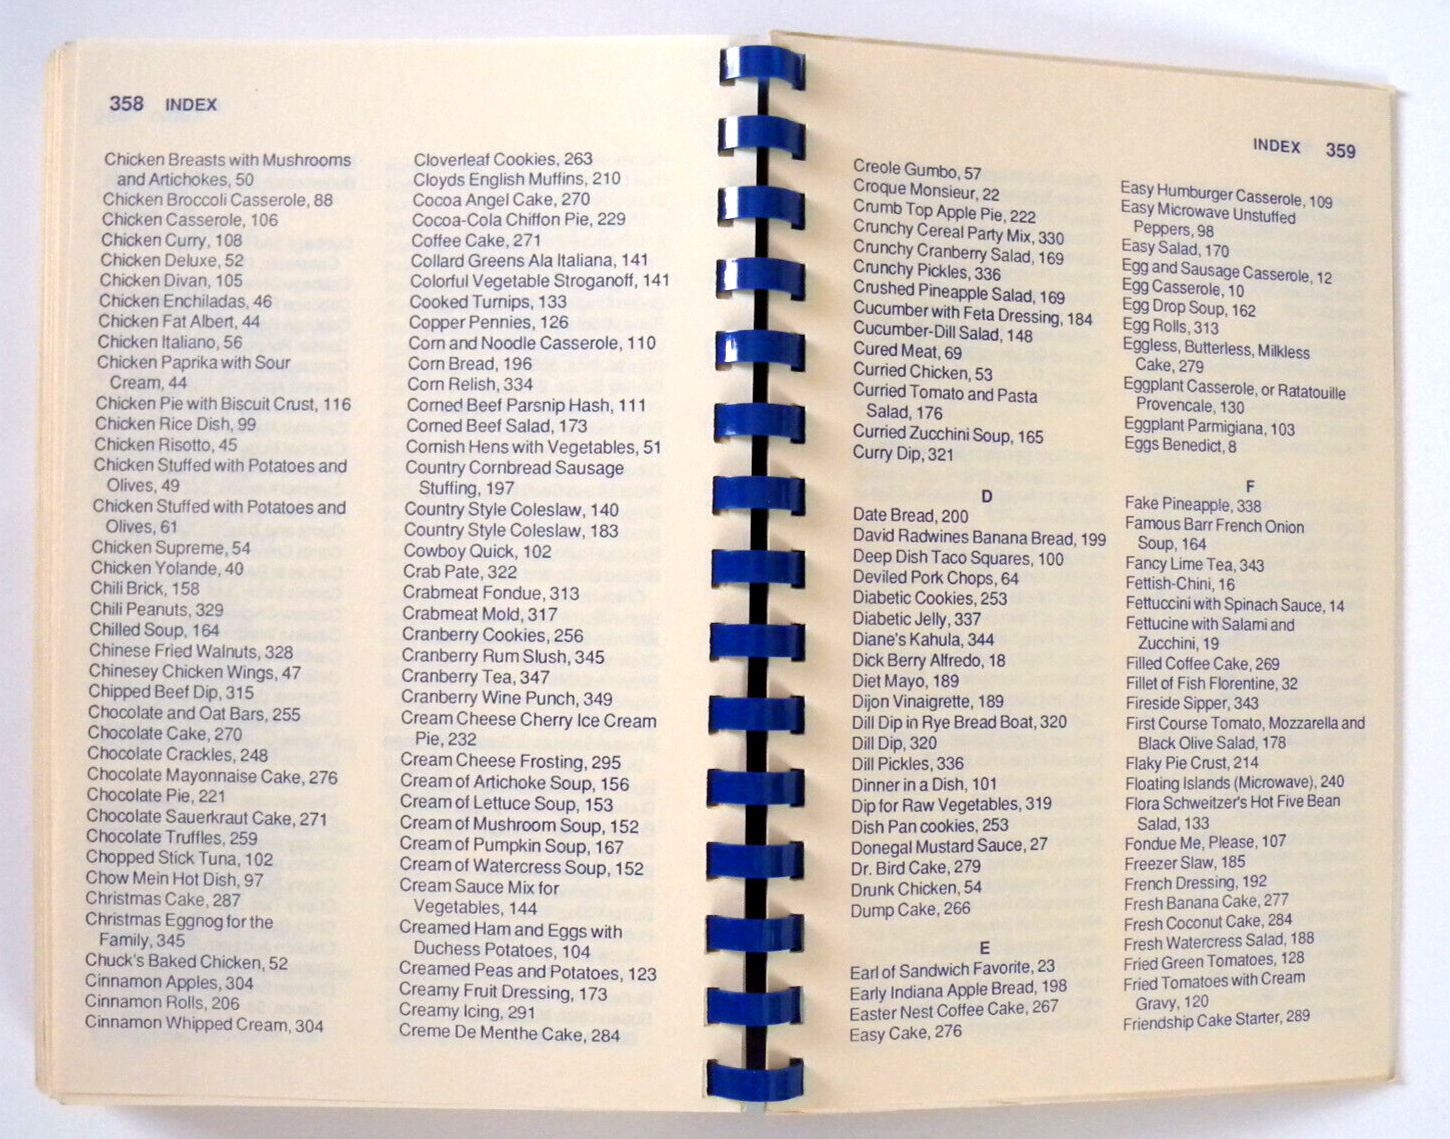 358 INDEX
Chicken Breasts with Mushrooms
and Artichokes, 50
Chicken Broccoli Casserole, 88
Chicken Casserole, 106
Chicken Curry, 108
Chicken Deluxe, 52
Chicken Divan, 105
Chicken Enchiladas, 46
Chicken Fat Albert, 44
Chicken Italiano, 56
Chicken Paprika with Sour
Cream, 44
Chicken Pie with Biscuit Crust, 116
Chicken Rice Dish, 99
Chicken Risotto, 45
Chicken Stuffed with Potatoes and
Olives, 49
Chicken Stuffed with Potatoes and
Olives, 61
Chicken Supreme, 54
Chicken Yolande, 40
Chili Brick, 158
Chili Peanuts, 329
Chilled Soup, 164
Chinese Fried Walnuts, 328
Chinesey Chicken Wings, 47
Chipped Beef Dip, 315
Chocolate and Oat Bars, 255
Chocolate Cake, 270
Chocolate Crackles, 248
Chocolate Mayonnaise Cake, 276
Chocolate Pie, 221
Chocolate Sauerkraut Cake, 271
Chocolate Truffles, 259
Chopped Stick Tuna, 102
Chow Mein Hot Dish, 97
Christmas Cake, 287
Christmas Eggnog for the
Family, 345
Chuck's Baked Chicken, 52
Cinnamon Apples, 304
Cinnamon Rolls, 206
Cinnamon Whipped Cream, 304
Cloverleaf Cookies, 263
Cloyds English Muffins, 210
Cocoa Angel Cake, 270
Cocoa-Cola Chiffon Pie, 229
Coffee Cake, 271
Collard Greens Ala Italiana, 141
Colorful Vegetable Stroganoff, 141
Cooked Turnips, 133
Copper Pennies, 126
Corn and Noodle Casserole, 110
Corn Bread, 196
Corn Relish, 334
Corned Beef Parsnip Hash, 111
Corned Beef Salad, 173
Cornish Hens with Vegetables, 51
Country Cornbread Sausage
Stuffing, 197
Country Style Coleslaw, 140
Country Style Coleslaw, 183
Cowboy Quick, 102
Crab Pate, 322
Crabmeat Fondue, 313
Crabmeat Mold, 317
Cranberry Cookies, 256
Cranberry Rum Slush, 345
Cranberry Tea, 347
Cranberry Wine Punch, 349
Cream Cheese Cherry Ice Cream
Pie, 232
Cream Cheese Frosting, 295
Cream of Artichoke Soup, 156
Cream of Lettuce Soup, 153
Cream of Mushroom Soup, 152
Cream of Pumpkin Soup, 167
Cream of Watercress Soup, 152
Cream Sauce Mix for
Vegetables, 144
Creamed Ham and Eggs with
Duchess Potatoes, 104
Creamed Peas and Potatoes, 123
Creamy Fruit Dressing, 173
Creamy Icing, 291
Creme De Menthe Cake, 284
INDEX 359
Creole Gumbo, 57
Croque Monsieur, 22
Crumb Top Apple Pie, 222
Crunchy Cereal Party Mix, 330
Crunchy Cranberry Salad, 169
Crunchy Pickles, 336
Crushed Pineapple Salad, 169
Cucumber with Feta Dressing, 184
Cucumber-Dill Salad, 148
Cured Meat, 69
Curried Chicken, 53
Curried Tomato and Pasta
Salad, 176
Curried Zucchini Soup, 165
Curry Dip, 321
D
Date Bread, 200
David Radwines Banana Bread, 199
Deep Dish Taco Squares, 100
Deviled Pork Chops, 64
Diabetic Cookies, 253
Diabetic Jelly, 337
Diane's Kahula, 344
Dick Berry Alfredo, 18
Diet Mayo, 189
Dijon Vinaigrette, 189
Dill Dip in Rye Bread Boat, 320
Dill Dip, 320
Dill Pickles, 336
Dinner in a Dish, 101
Dip for Raw Vegetables, 319
Dish Pan cookies, 253
Donegal Mustard Sauce, 27
Dr. Bird Cake, 279
Drunk Chicken, 54
Dump Cake, 266
E
Earl of Sandwich Favorite, 23
Early Indiana Apple Bread, 198
Easter Nest Coffee Cake, 267
Easy Cake, 276
Easy Humburger Casserole, 109
Easy Microwave Unstuffed
Peppers, 98
Easy Salad, 170
Egg and Sausage Casserole, 12
Egg Casserole, 10
Egg Drop Soup, 162
Egg Rolls, 313
Eggless, Butterless, Milkless
Cake, 279
Eggplant Casserole, or Ratatouille
Provencale, 130
Eggplant Parmigiana, 103
Eggs Benedict, 8
F
Fake Pineapple, 338
Famous Barr French Onion
Soup, 164
Fancy Lime Tea, 343
Fettish-Chini, 16
Fettuccini with Spinach Sauce, 14
Fettucine with Salami and
Zucchini, 19
Filled Coffee Cake, 269
Fillet of Fish Florentine, 32
Fireside Sipper, 343
First Course Tomato, Mozzarella and
Black Olive Salad, 178
Flaky Pie Crust, 214
Floating Islands (Microwave), 240
Flora Schweitzer's Hot Five Bean
Salad, 133
Fondue Me, Please, 107
Freezer Slaw, 185
French Dressing, 192
Fresh Banana Cake, 277
Fresh Coconut Cake, 284
Fresh Watercress Salad, 188
Fried Green Tomatoes, 128
Fried Tomatoes with Cream
Gravy, 120
Friendship Cake Starter, 289